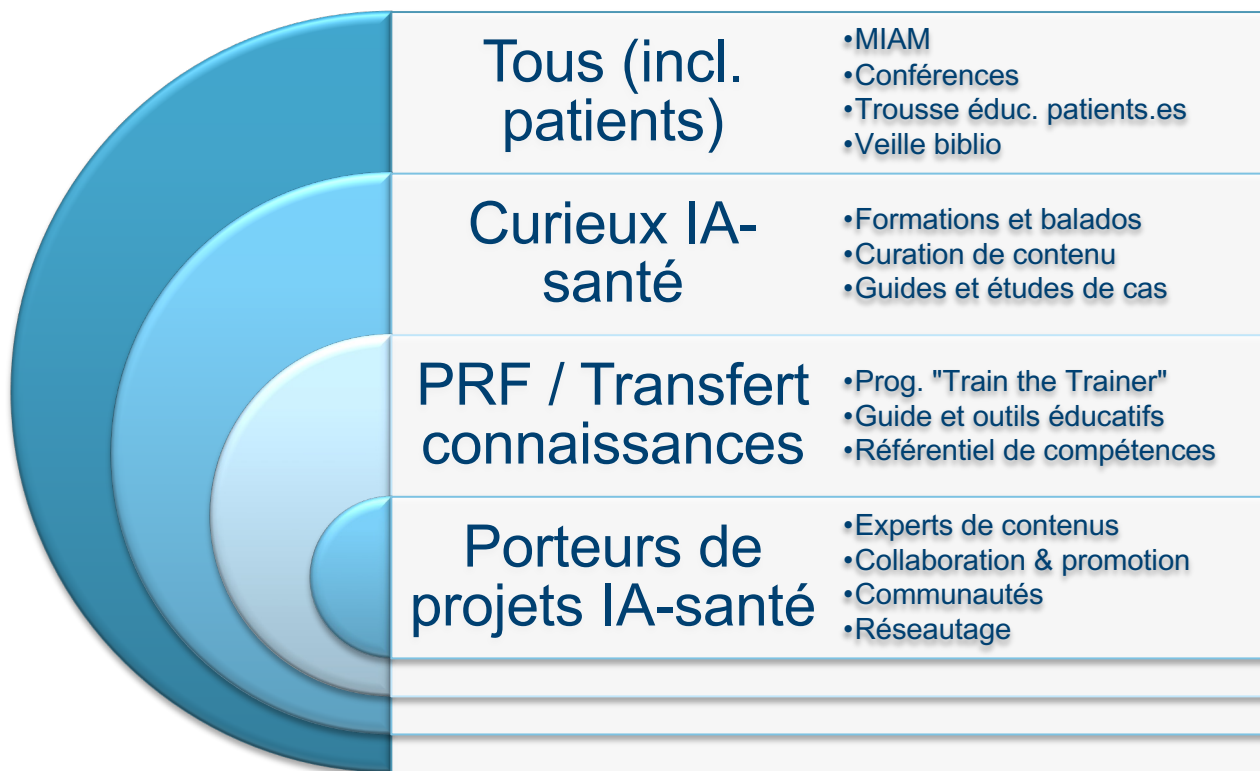 Tous (incl.
patients)
•MIAM
•Conférences
•Trousse éduc. patients.es
•Veille biblio
Curieux IA-
santé
•Formations et balados
•Curation de contenu
•Guides et études de cas
PRF / Transfert
connaissances
•Prog. "Train the Trainer"
•Guide et outils éducatifs
•Référentiel de compétences
Porteurs de
projets IA-santé
•Experts de contenus
•Collaboration & promotion
•Communautés
•Réseautage